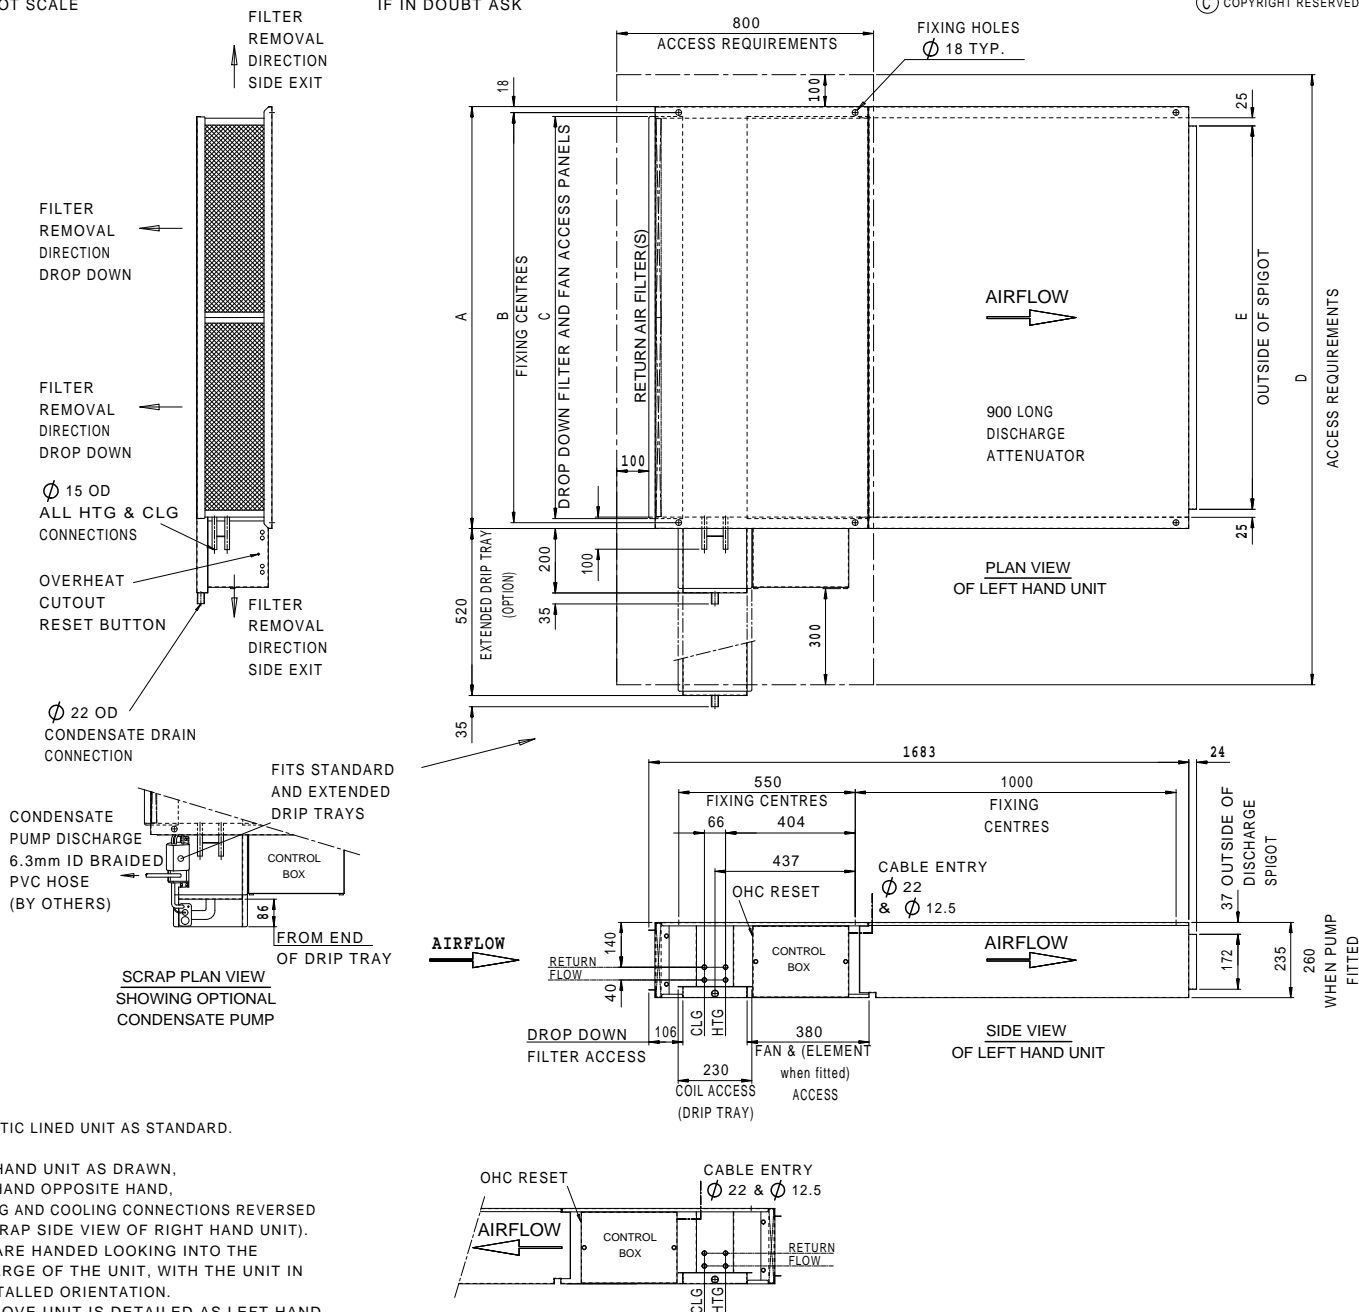 OT SCALE
IF IN DOUBT ASK
C COPYRIGHT RESERVED
FILTER
REMOVAL
DIRECTION
SIDE EXIT
800
ACCESS REQUIREMENTS
FIXING HOLES
Ø 18 TYP.
18
100
25
FILTER
REMOVAL
DIRECTION
DROP DOWN
A
B
FIXING CENTRES
C
DROP DOWN FILTER AND FAN ACCESS PANELS
RETURN AIR FILTER(S)
AIRFLOW
E
OUTSIDE OF SPIGOT
D
ACCESS REQUIREMENTS
FILTER
REMOVAL
DIRECTION
DROP DOWN
900 LONG
DISCHARGE
ATTENUATOR
100
Ø 15 OD
ALL HTG & CLG
CONNECTIONS
25
OVERHEAT
CUTOUT
RESET BUTTON
520
EXTENDED DRIP TRAY
(OPTION)
200
100
35
300
PLAN VIEW
OF LEFT HAND UNIT
FILTER
REMOVAL
DIRECTION
SIDE EXIT
Ø 22 OD
CONDENSATE DRAIN
CONNECTION
35
FITS STANDARD
AND EXTENDED
DRIP TRAYS
1683
24
550
FIXING CENTRES
1000
FIXING
CENTRES
66
404
437
37 OUTSIDE OF
DISCHARGE
SPIGOT
CONDENSATE
PUMP DISCHARGE
6.3mm ID BRAIDED
PVC HOSE
(BY OTHERS)
CONTROL
BOX
86
FROM END
OF DRIP TRAY
OHC RESET
CABLE ENTRY
Ø 22
& Ø 12.5
AIRFLOW
140
RETURN
FLOW
40
CONTROL
BOX
AIRFLOW
172
235
260
WHEN PUMP
FITTED
SCRAP PLAN VIEW
SHOWING OPTIONAL
CONDENSATE PUMP
DROP DOWN
FILTER ACCESS
106
CLG
HTG
380
FAN & (ELEMENT
when fitted)
ACCESS
230
COIL ACCESS
(DRIP TRAY)
SIDE VIEW
OF LEFT HAND UNIT
TIC LINED UNIT AS STANDARD.
HAND UNIT AS DRAWN,
HAND OPPOSITE HAND,
G AND COOLING CONNECTIONS REVERSED
RAP SIDE VIEW OF RIGHT HAND UNIT).
ARE HANDED LOOKING INTO THE
ARGE OF THE UNIT, WITH THE UNIT IN
TALLED ORIENTATION.
OVE UNIT IS DETAILED AS LEFT HAND
OHC RESET
CABLE ENTRY
Ø 22 & Ø 12.5
AIRFLOW
CONTROL
BOX
RETURN
FLOW
CLG
HTG